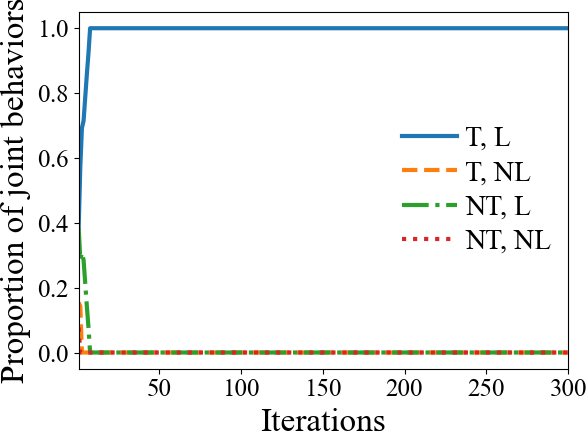 Proportion of joint behaviors
1.0
0.8
0.6
0.4
0.2
0.0
T, L
T, NL
NT, L
NT, NL
50 100 150 200 250 300
Iterations